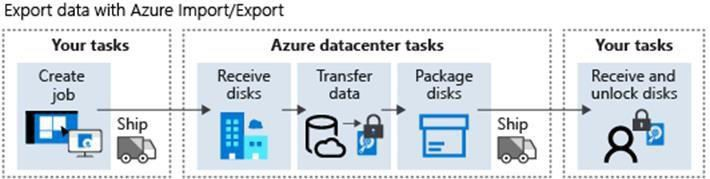 Export data with Azure Import/Export
Your tasks
Create
job
Ship
Azure datacenter tasks
Receive
disks
Transfer
data
Package
disks
Ship
Your tasks
Receive and
unlock disks